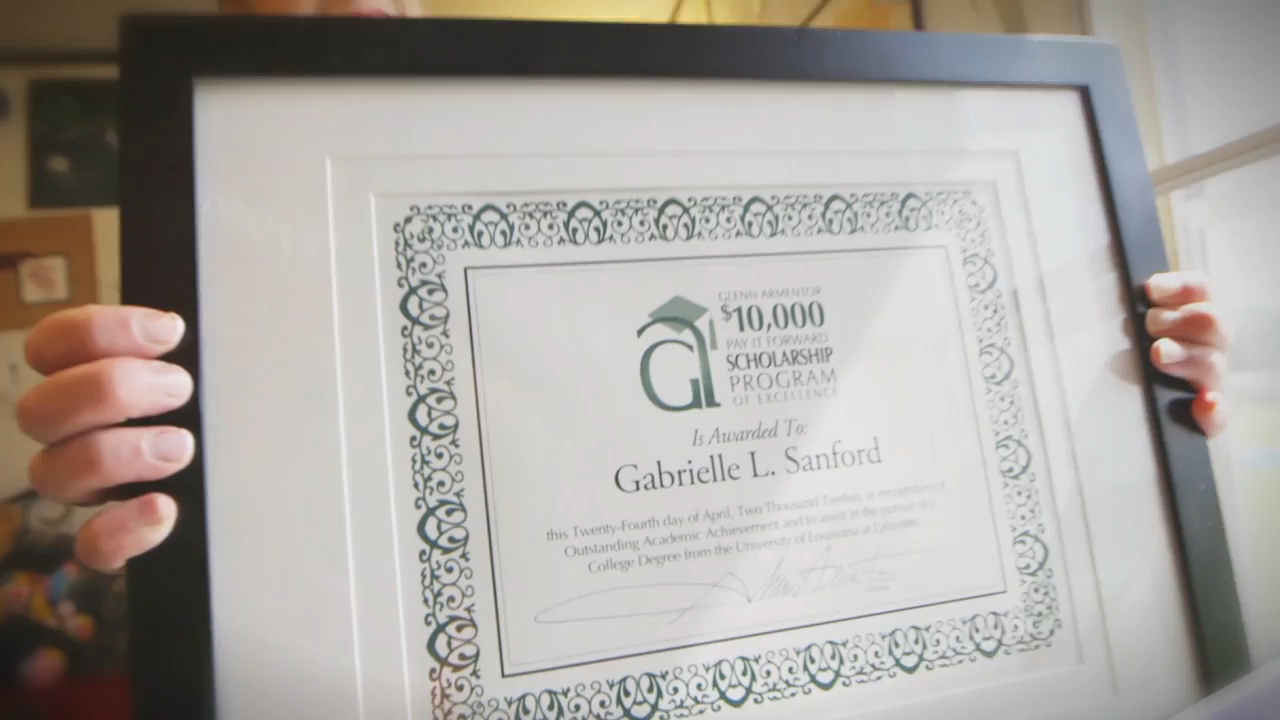 GLENN ARMENTOR
$10,000
PAY IT FORWARD
SCHOLARSHIP
PROGRAM
OF EXCELLENCE
Is Awarded To:
Gabrielle L. Sanford
this Twenty-Fourth day of April, Two Thousand Twelve, in recognition of
Outstanding Academic Achievement and to assist in the pursuit of a
College Degree from the University of Louisiana at Lafayette.